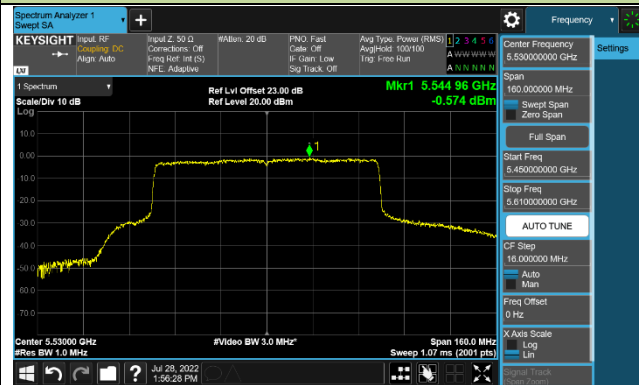 Spectrum Analyzer 1
Swept SA
+
Frequency
KEYSIGHT
Input: RF
Coupling: DC
Align: Auto
Input Z: 50 Ω
Corrections: Off
Freq Ref: Int (S)
NFE: Adaptive
#Atten: 20 dB
PNO: Fast
Gate: Off
IF Gain: Low
Sig Track: Off
Avg Type: Power (RMS)
Avg|Hold: 100/100
Trig: Free Run
1 2 3 4 5 6
A W W W W W
A N N N N N
LXI
1 Spectrum
Scale/Div 10 dB
Log
Ref Lvl Offset 23.00 dB
Ref Level 20.00 dBm
Mkr1 5.544 96 GHz
-0.574 dBm
1
10.0
0.00
-10.0
-20.0
-30.0
-40.0
-50.0
-60.0
-70.0
Center 5.53000 GHz
#Res BW 1.0 MHz
#Video BW 3.0 MHz*
Span 160.0 MHz
Sweep 1.07 ms (2001 pts)
Jul 28, 2022
1:56:28 PM
?
Center Frequency
5.530000000 GHz
Span
160.000000 MHz
Swept Span
Zero Span
Full Span
Start Freq
5.450000000 GHz
Stop Freq
5.610000000 GHz
AUTO TUNE
CF Step
16.000000 MHz
Auto
Man
Freq Offset
0 Hz
X Axis Scale
Log
Lin
Signal Track
(Span Zoom)
Settings